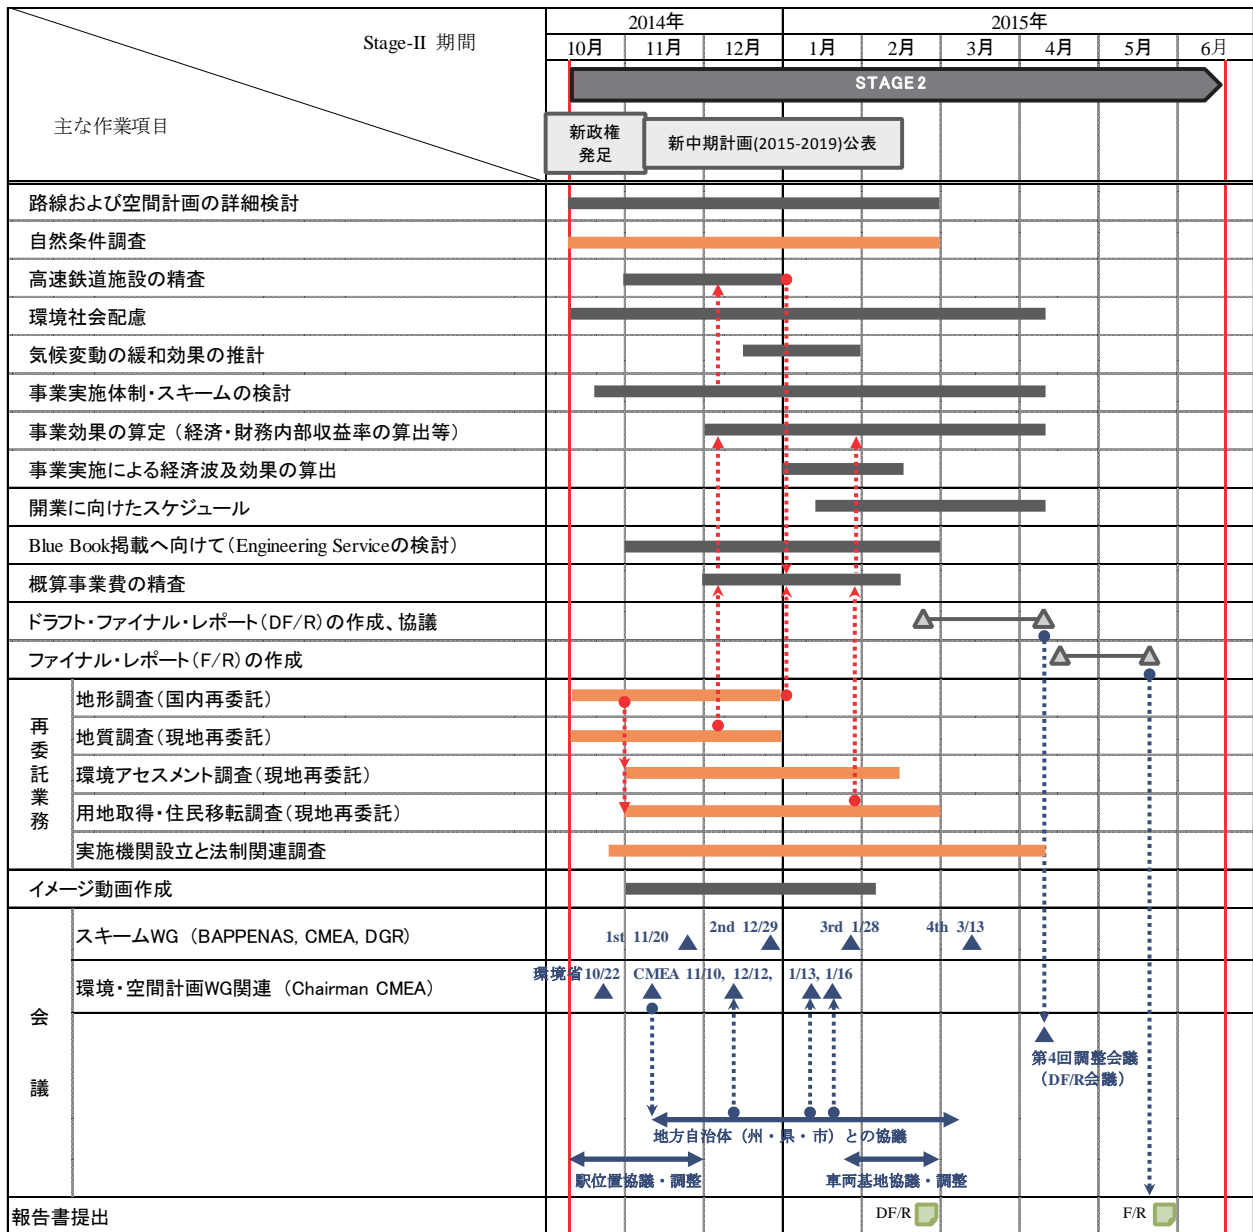 Stage-II 期間
主な作業項目
2014年
2015年
10月
11月
12月
1月
2月
3月
4月
5月
6月
STAGE 2
新政権
発足
新中期計画(2015-2019)公表
路線および空間計画の詳細検討
自然条件調査
高速鉄道施設の精査
環境社会配慮
気候変動の緩和効果の推計
事業実施体制・スキームの検討
事業効果の算定（経済・財務内部収益率の算出等）
事業実施による経済波及効果の算出
開業に向けたスケジュール
Blue Book掲載へ向けて（Engineering Serviceの検討）
概算事業費の精査
ドラフト・ファイナル・レポート（DF/R）の作成、協議
ファイナル・レポート（F/R）の作成
再委託業務
地形調査（国内再委託）
地質調査（現地再委託）
環境アセスメント調査（現地再委託）
用地取得・住民移転調査（現地再委託）
実施機関設立と法制関連調査
イメージ動画作成
会議
スキームWG（BAPPENAS, CMEA, DGR）
1st 11/20
2nd 12/29
3rd 1/28
4th 3/13
環境・空間計画WG関連（Chairman CMEA）
環境省10/22
CMEA 11/10, 12/12,
1/13, 1/16
第4回調整会議
（DF/R会議）
地方自治体（州・県・市）との協議
駅位置協議・調整
車両基地協議・調整
報告書提出
DF/R
F/R